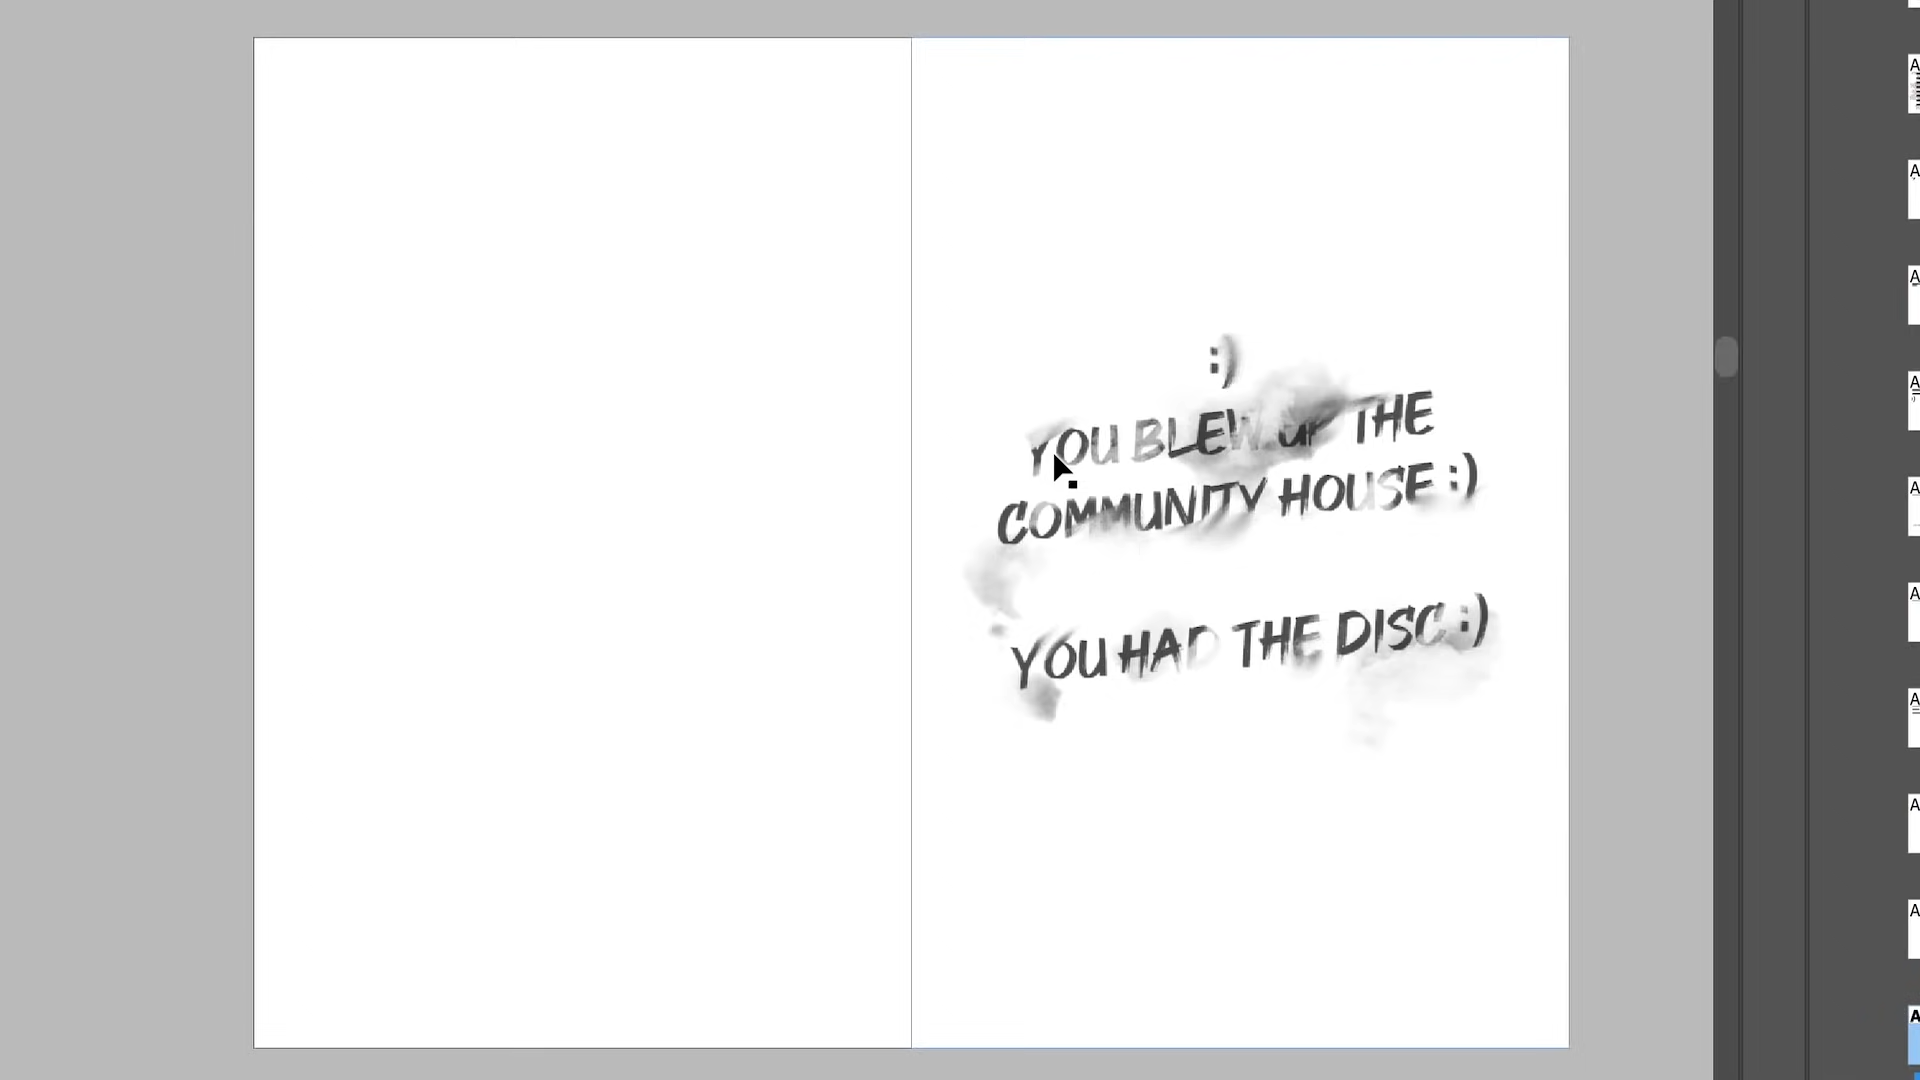 :)
YOU BLEW UP THE
COMMUNITY HOUSE :)
YOU HAD THE DISC :)
A
A
A
A
A
A
A
A
A
A